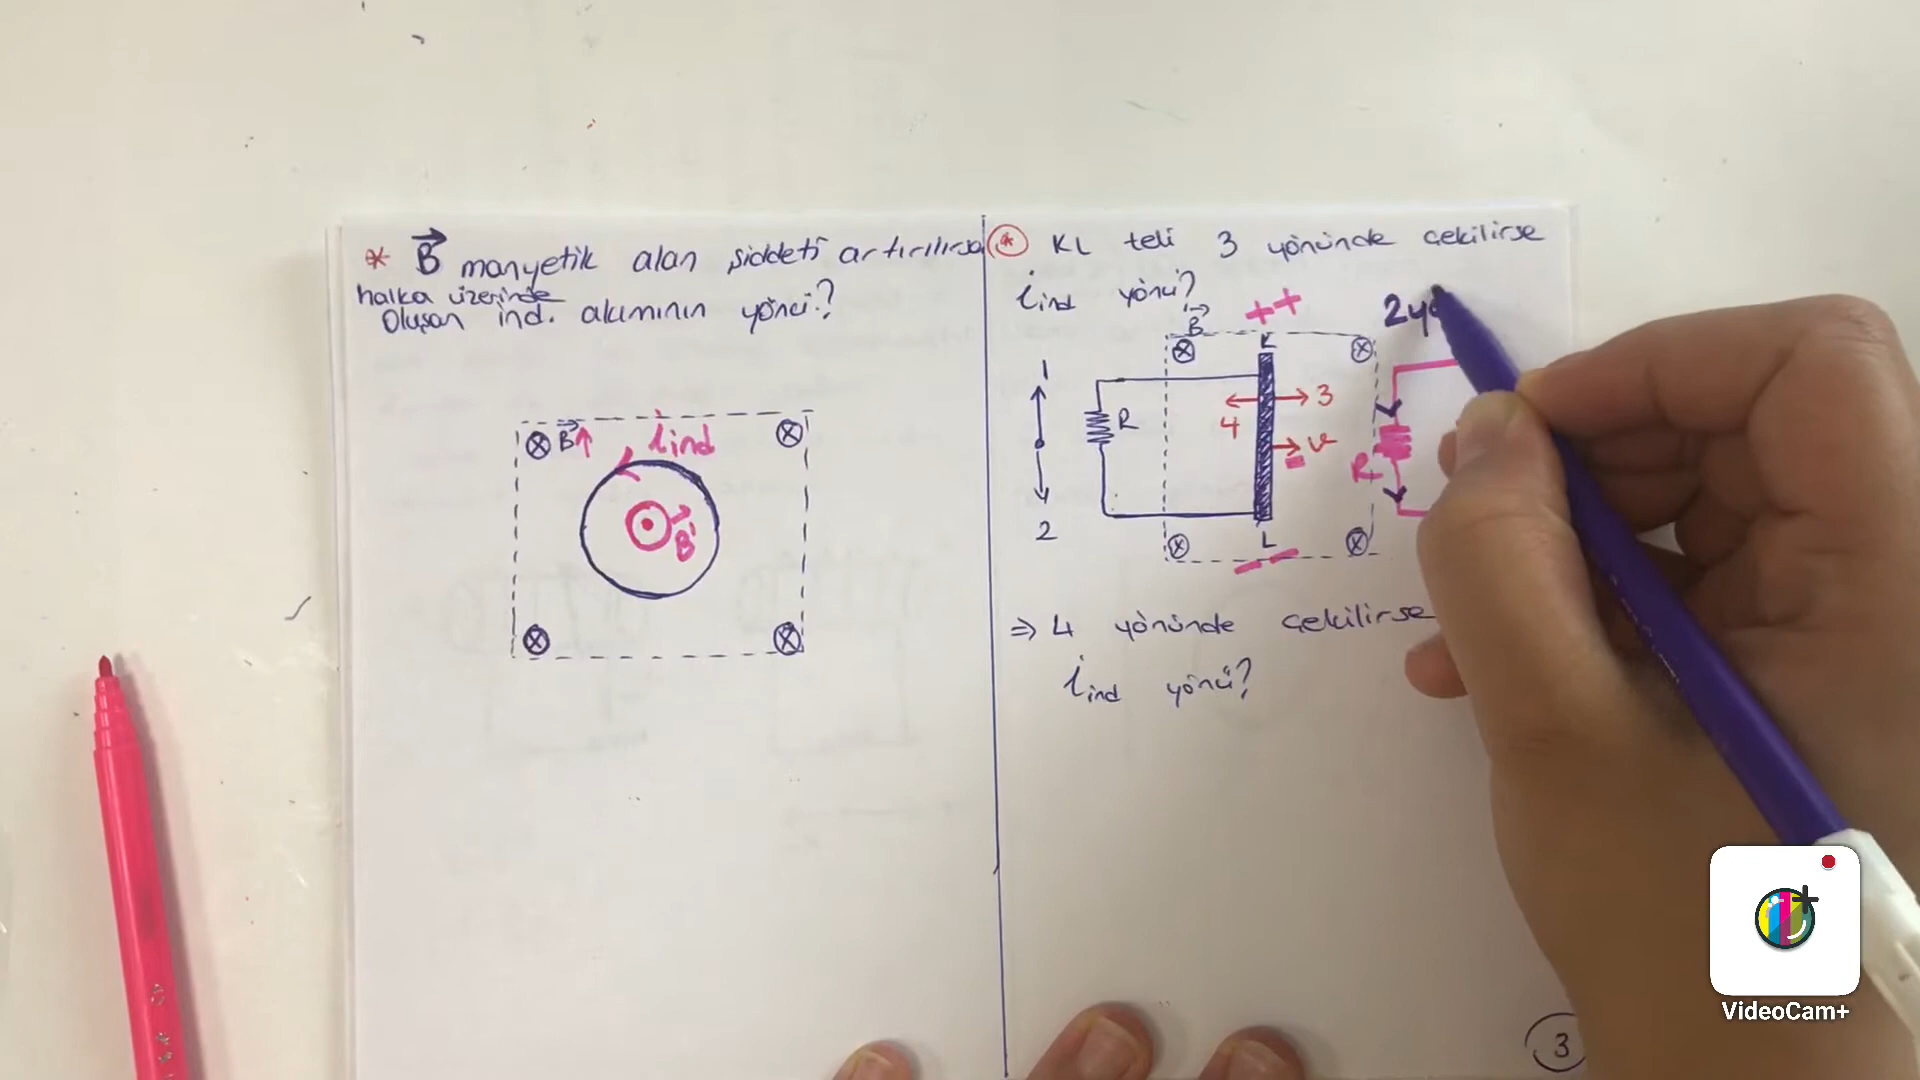 * B manyetik alan şiddeti artırılırsa
halka üzerinde
oluşan ind. akımının yönü?
B
iind
B'
* KL teli 3 yönünde çekilirse
iind yönü?
++
B
K
2
1
3
R
4
v
R
2
L
⇒ 4 yönünde çekilirse
iind yönü?
3
VideoCam+